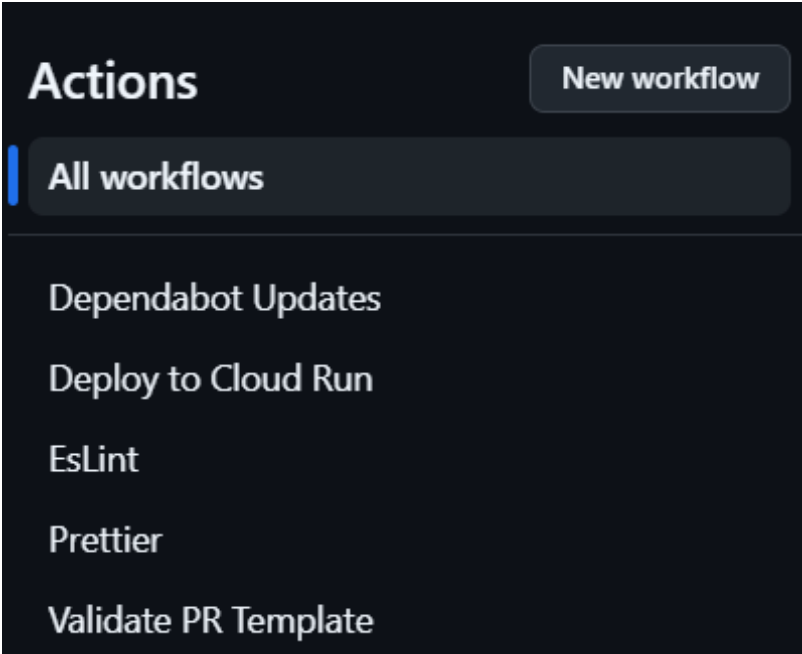 Actions
New workflow
All workflows
Dependabot Updates
Deploy to Cloud Run
EsLint
Prettier
Validate PR Template